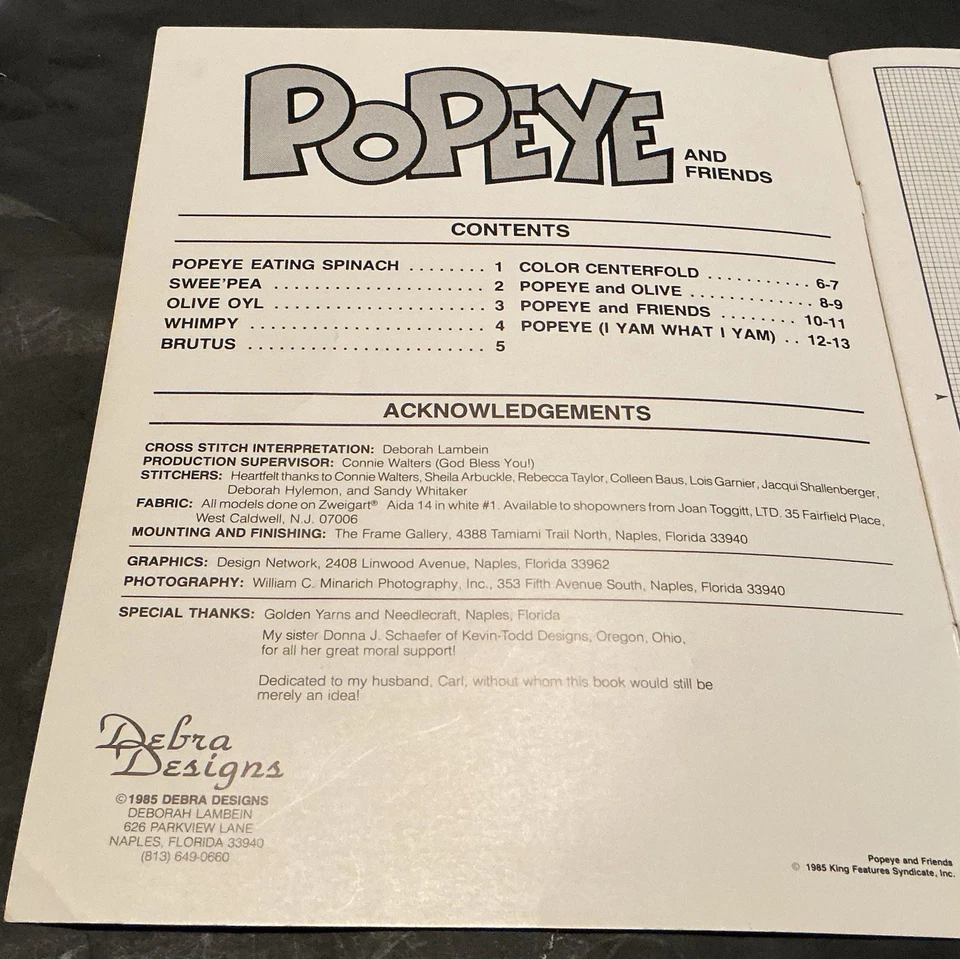 POPEYE AND FRIENDS
CONTENTS
POPEYE EATING SPINACH ........ 1
SWEE'PEA ...................... 2
OLIVE OYL ...................... 3
WHIMPY ........................ 4
BRUTUS ........................ 5
COLOR CENTERFOLD ........... 6-7
POPEYE and OLIVE ............. 8-9
POPEYE and FRIENDS ........ 10-11
POPEYE (I YAM WHAT I YAM) .. 12-13
ACKNOWLEDGEMENTS
CROSS STITCH INTERPRETATION: Deborah Lambein
PRODUCTION SUPERVISOR: Connie Walters (God Bless You!)
STITCHERS: Heartfelt thanks to Connie Walters, Sheila Arbuckle, Rebecca Taylor, Colleen Baus, Lois Garnier, Jacqui Shallenberger,
Deborah Hylemon, and Sandy Whitaker
FABRIC: All models done on Zweigart® Aida 14 in white #1. Available to shopowners from Joan Toggitt, LTD. 35 Fairfield Place,
West Caldwell, N.J. 07006
MOUNTING AND FINISHING: The Frame Gallery, 4388 Tamiami Trail North, Naples, Florida 33940
GRAPHICS: Design Network, 2408 Linwood Avenue, Naples, Florida 33962
PHOTOGRAPHY: William C. Minarich Photography, Inc., 353 Fifth Avenue South, Naples, Florida 33940
SPECIAL THANKS: Golden Yarns and Needlecraft, Naples, Florida
My sister Donna J. Schaefer of Kevin-Todd Designs, Oregon, Ohio,
for all her great moral support!
Dedicated to my husband, Carl, without whom this book would still be
merely an idea!
Debra
Designs
©1985 DEBRA DESIGNS
DEBORAH LAMBEIN
626 PARKVIEW LANE
NAPLES, FLORIDA 33940
(813) 649-0660
Popeye and Friends
© 1985 King Features Syndicate, Inc.